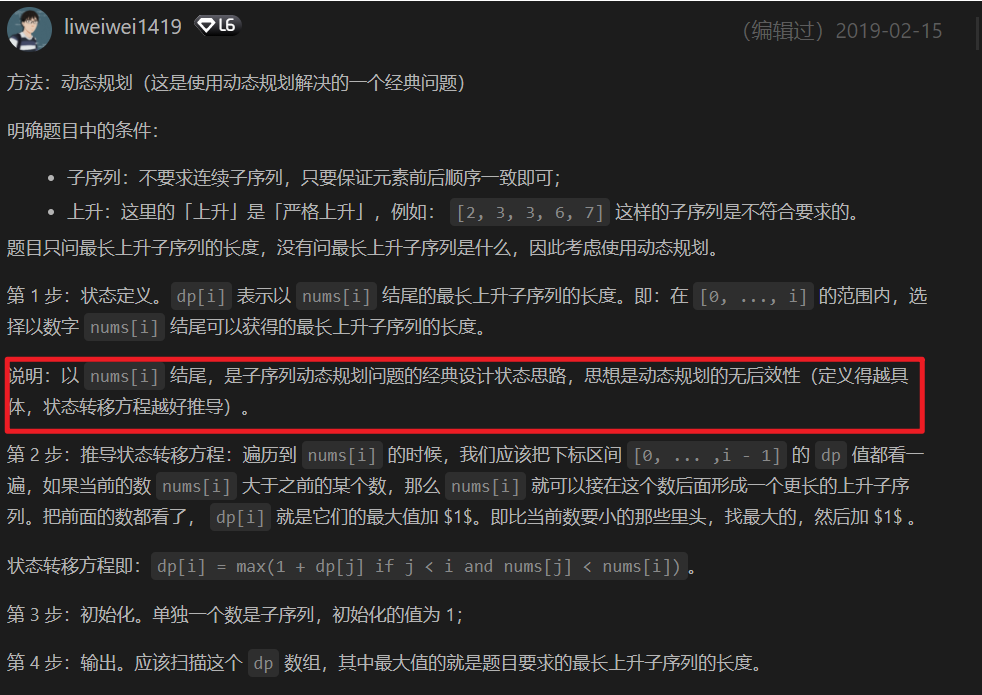 liweiwei1419 L6 （编辑过）2019-02-15
方法：动态规划（这是使用动态规划解决的一个经典问题）
明确题目中的条件：
• 子序列：不要求连续子序列，只要保证元素前后顺序一致即可；
• 上升：这里的「上升」是「严格上升」，例如： [2, 3, 3, 6, 7] 这样的子序列是不符合要求的。
题目只问最长上升子序列的长度，没有问最长上升子序列是什么，因此考虑使用动态规划。
第 1 步：状态定义。 dp[i] 表示以 nums[i] 结尾的最长上升子序列的长度。即：在 [0, ..., i] 的范围内，选
择以数字 nums[i] 结尾可以获得的最长上升子序列的长度。
说明：以 nums[i] 结尾，是子序列动态规划问题的经典设计状态思路，思想是动态规划的无后效性（定义得越具
体，状态转移方程越好推导）。
第 2 步：推导状态转移方程：遍历到 nums[i] 的时候，我们应该把下标区间 [0, ... ,i - 1] 的 dp 值都看一
遍，如果当前的数 nums[i] 大于之前的某个数，那么 nums[i] 就可以接在这个数后面形成一个更长的上升子序
列。把前面的数都看了， dp[i] 就是它们的最大值加 $1$。即比当前数要小的那些里头，找最大的，然后加 $1$ 。
状态转移方程即： dp[i] = max(1 + dp[j] if j < i and nums[j] < nums[i]) 。
第 3 步：初始化。单独一个数是子序列，初始化的值为 1；
第 4 步：输出。应该扫描这个 dp 数组，其中最大值的就是题目要求的最长上升子序列的长度。